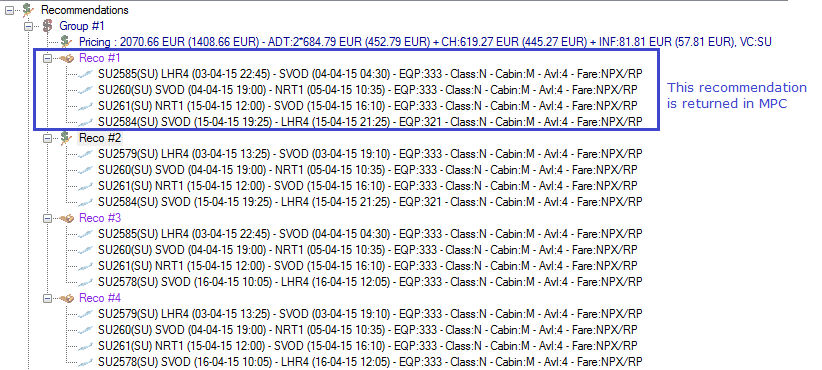 Recommendations
Group #1
Pricing : 2070.66 EUR (1408.66 EUR) - ADT:2*684.79 EUR (452.79 EUR) + CH:619.27 EUR (445.27 EUR) + INF:81.81 EUR (57.81 EUR), VC:SU
Reco #1
SU2585(SU) LHR4 (03-04-15 22:45) - SVOD (04-04-15 04:30) - EQP:333 - Class:N - Cabin:M - Avl:4 - Fare:NPX/RP
SU260(SU) SVOD (04-04-15 19:00) - NRT1 (05-04-15 10:35) - EQP:333 - Class:N - Cabin:M - Avl:4 - Fare:NPX/RP
SU261(SU) NRT1 (15-04-15 12:00) - SVOD (15-04-15 16:10) - EQP:333 - Class:N - Cabin:M - Avl:4 - Fare:NPX/RP
SU2584(SU) SVOD (15-04-15 19:25) - LHR4 (15-04-15 21:25) - EQP:321 - Class:N - Cabin:M - Avl:4 - Fare:NPX/RP
This recommendation
is returned in MPC
Reco #2
SU2579(SU) LHR4 (03-04-15 13:25) - SVOD (03-04-15 19:10) - EQP:333 - Class:N - Cabin:M - Avl:4 - Fare:NPX/RP
SU260(SU) SVOD (04-04-15 19:00) - NRT1 (05-04-15 10:35) - EQP:333 - Class:N - Cabin:M - Avl:4 - Fare:NPX/RP
SU261(SU) NRT1 (15-04-15 12:00) - SVOD (15-04-15 16:10) - EQP:333 - Class:N - Cabin:M - Avl:4 - Fare:NPX/RP
SU2584(SU) SVOD (15-04-15 19:25) - LHR4 (15-04-15 21:25) - EQP:321 - Class:N - Cabin:M - Avl:4 - Fare:NPX/RP
Reco #3
SU2585(SU) LHR4 (03-04-15 22:45) - SVOD (04-04-15 04:30) - EQP:333 - Class:N - Cabin:M - Avl:4 - Fare:NPX/RP
SU260(SU) SVOD (04-04-15 19:00) - NRT1 (05-04-15 10:35) - EQP:333 - Class:N - Cabin:M - Avl:4 - Fare:NPX/RP
SU261(SU) NRT1 (15-04-15 12:00) - SVOD (15-04-15 16:10) - EQP:333 - Class:N - Cabin:M - Avl:4 - Fare:NPX/RP
SU2578(SU) SVOD (16-04-15 10:05) - LHR4 (16-04-15 12:05) - EQP:333 - Class:N - Cabin:M - Avl:4 - Fare:NPX/RP
Reco #4
SU2579(SU) LHR4 (03-04-15 13:25) - SVOD (03-04-15 19:10) - EQP:333 - Class:N - Cabin:M - Avl:4 - Fare:NPX/RP
SU260(SU) SVOD (04-04-15 19:00) - NRT1 (05-04-15 10:35) - EQP:333 - Class:N - Cabin:M - Avl:4 - Fare:NPX/RP
SU261(SU) NRT1 (15-04-15 12:00) - SVOD (15-04-15 16:10) - EQP:333 - Class:N - Cabin:M - Avl:4 - Fare:NPX/RP
SU2578(SU) SVOD (16-04-15 10:05) - LHR4 (16-04-15 12:05) - EQP:333 - Class:N - Cabin:M - Avl:4 - Fare:NPX/RP